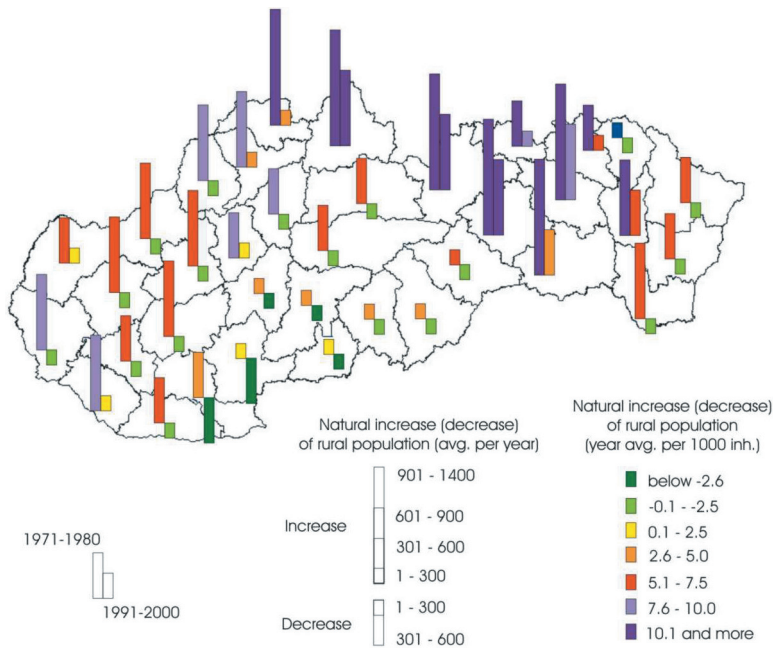 Natural increase (decrease)
of rural population (avg. per year)
901 - 1400
601 - 900
Increase
301 - 600
1 - 300
1 - 300
Decrease
301 - 600
1971-1980
1991-2000
Natural increase (decrease)
of rural population
(year avg. per 1000 inh.)
below -2.6
-0.1 - -2.5
0.1 - 2.5
2.6 - 5.0
5.1 - 7.5
7.6 - 10.0
10.1 and more